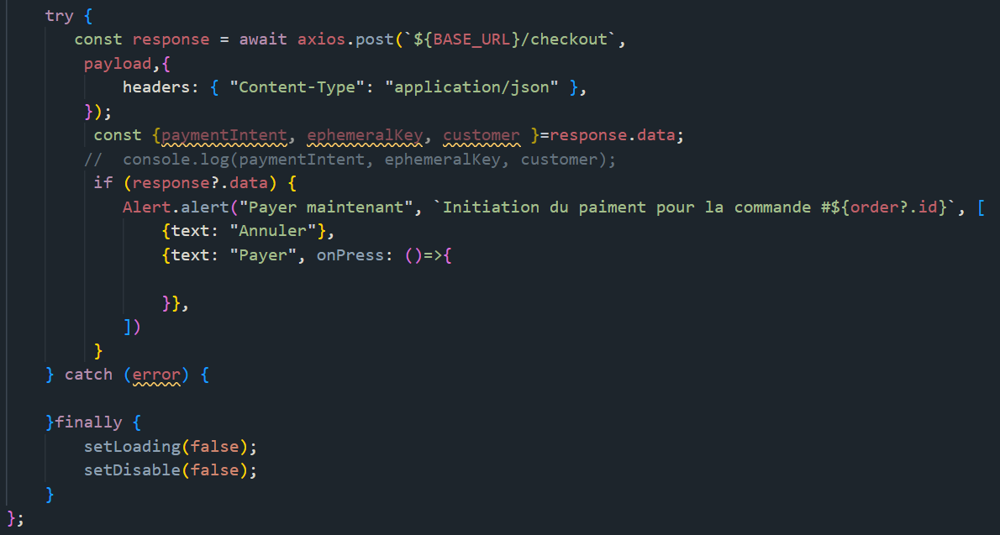 try {
const response = await axios.post(`${BASE_URL}/checkout`,
payload,{
headers: { "Content-Type": "application/json" },
});
const {paymentIntent, ephemeralKey, customer }=response.data;
// console.log(paymentIntent, ephemeralKey, customer);
if (response?.data) {
Alert.alert("Payer maintenant", `Initiation du paiment pour la commande #${order?.id}`, [
{text: "Annuler"},
{text: "Payer", onPress: ()=>{
}},
])
}
} catch (error) {
}finally {
setLoading(false);
setDisable(false);
}
};